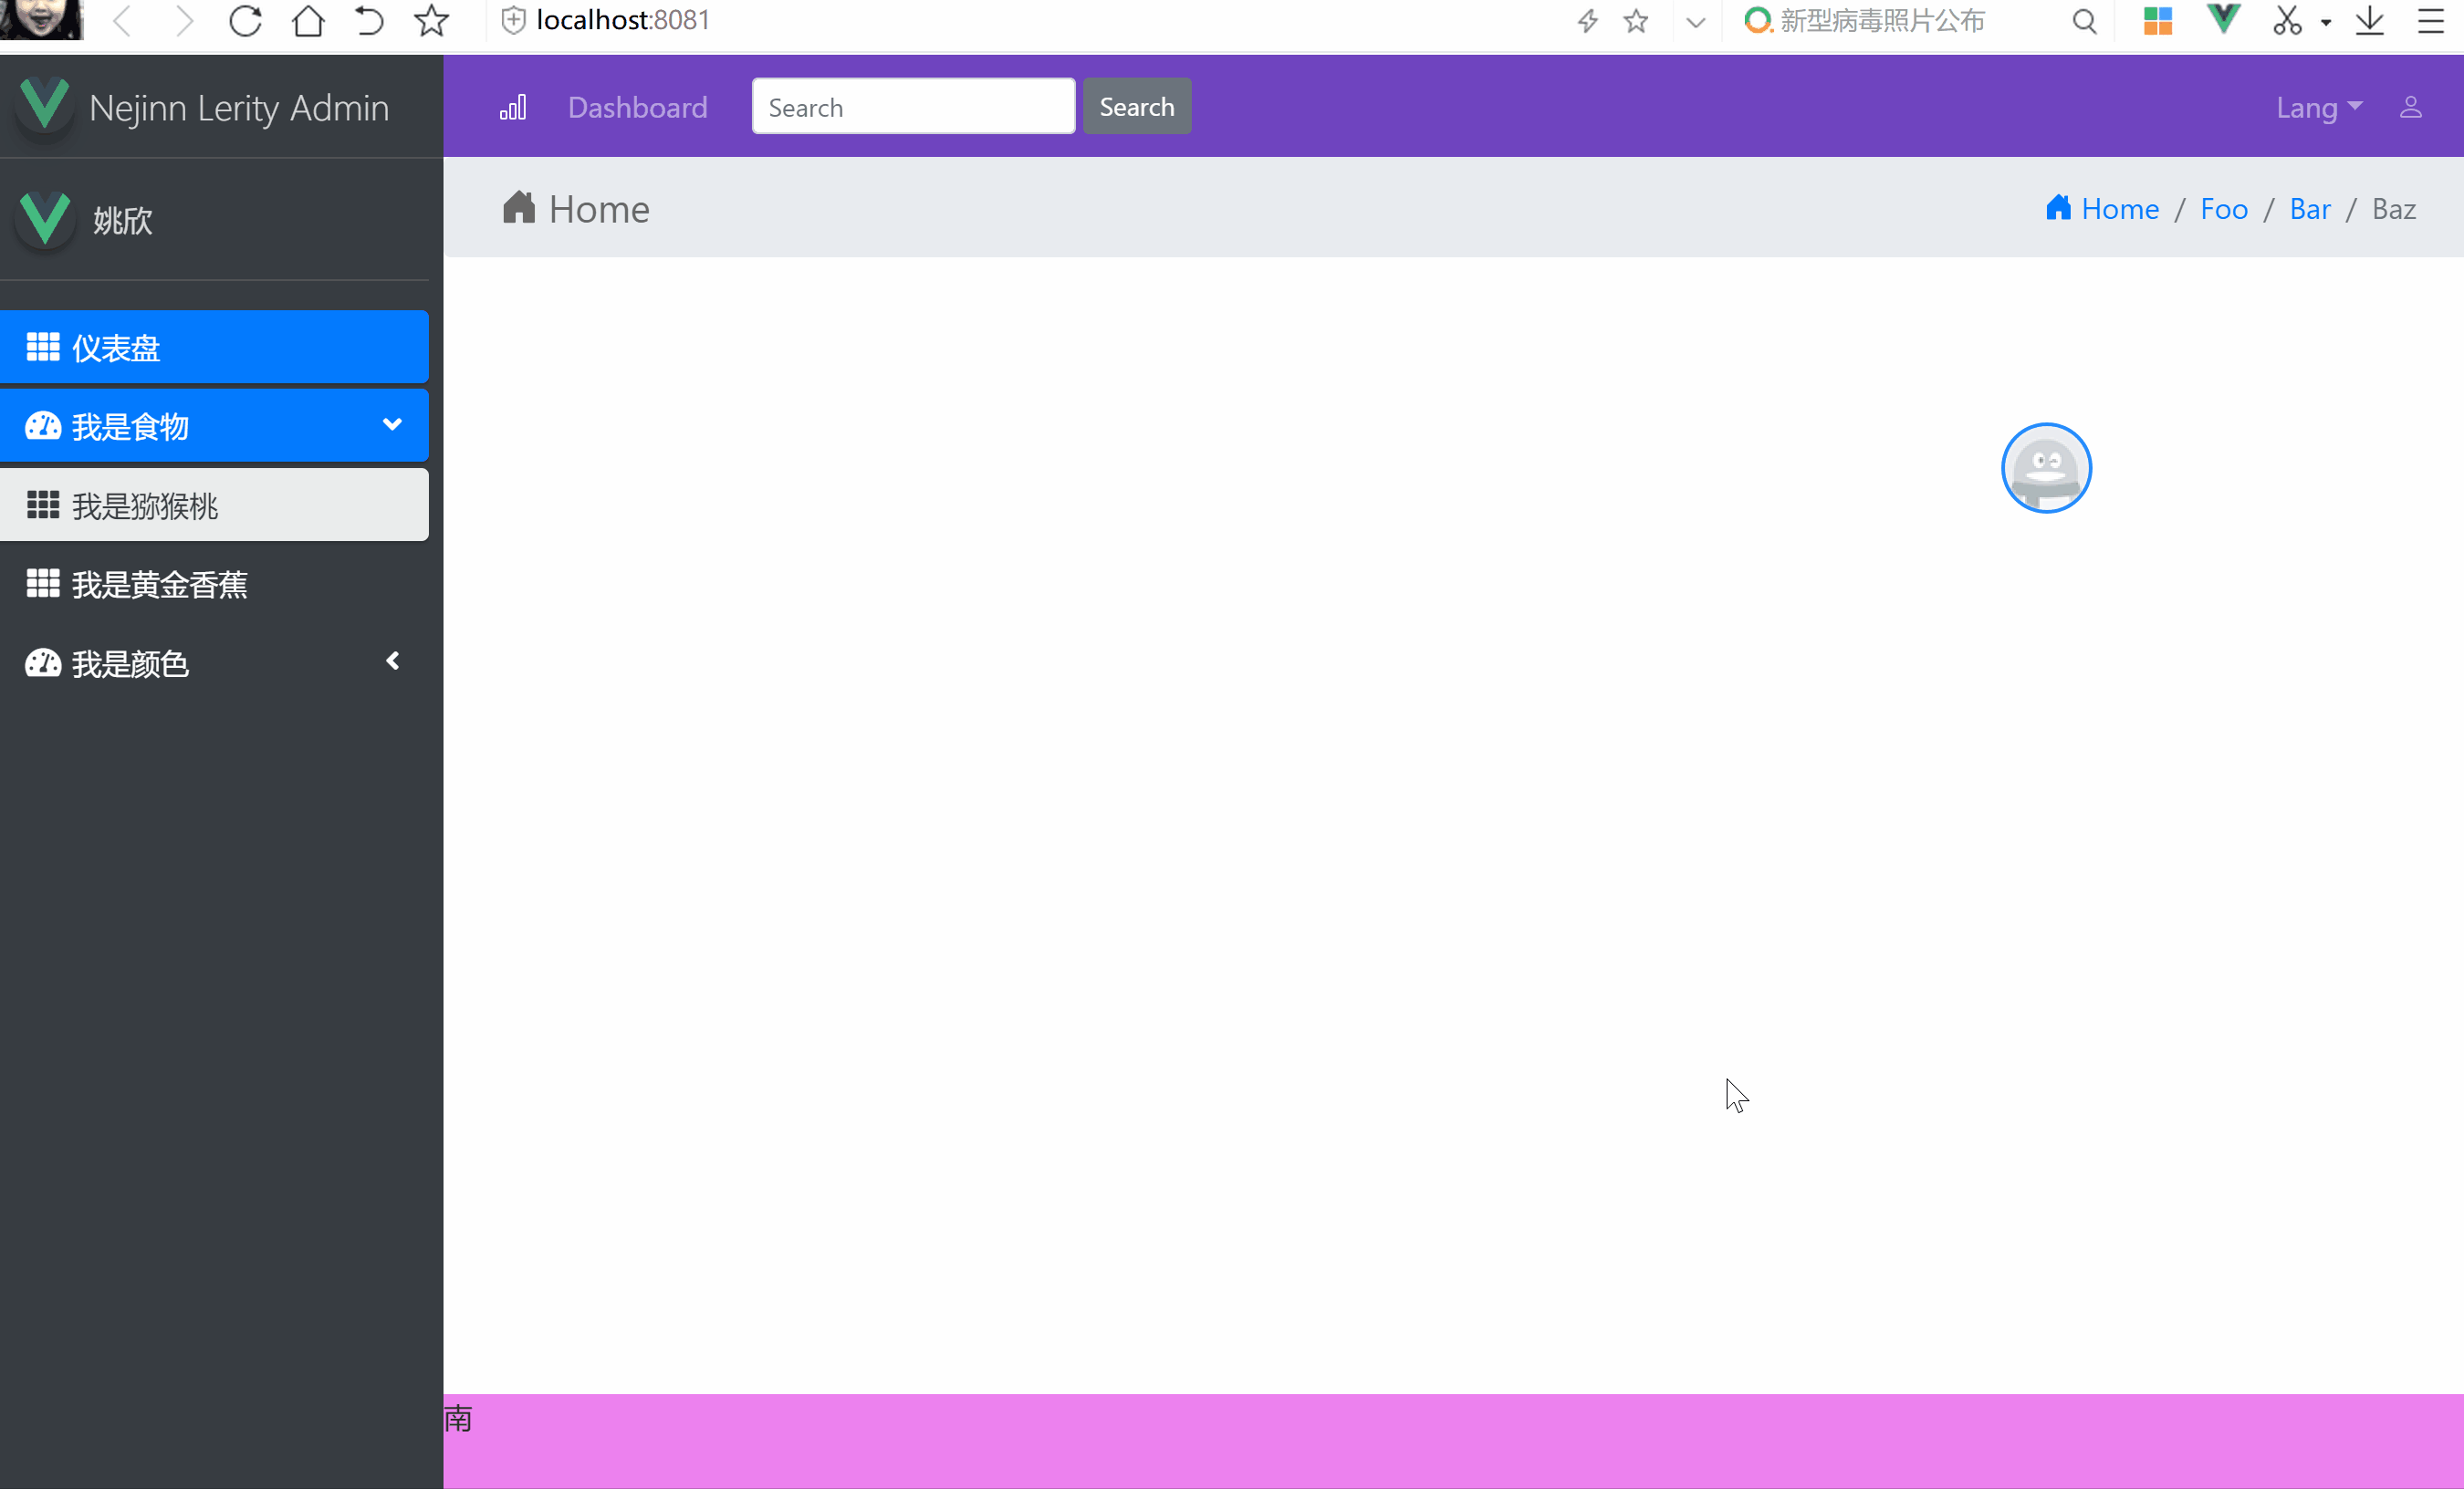 localhost:8081
新型病毒照片公布
Nejinn Lerity Admin
Dashboard
Search
Search
Lang
姚欣
Home
Home / Foo / Bar / Baz
仪表盘
我是食物
我是猕猴桃
我是黄金香蕉
我是颜色
南